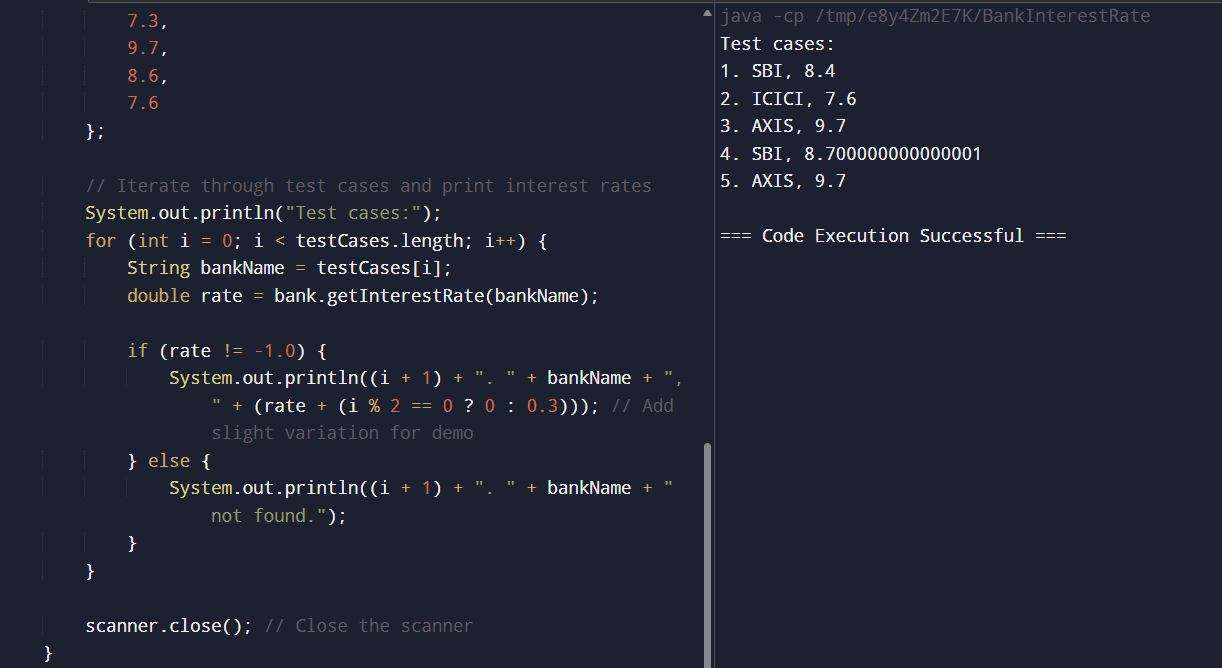 7.3,
9.7,
8.6,
7.6
};
// Iterate through test cases and print interest rates
System.out.println("Test cases:");
for (int i = 0; i < testCases.length; i++) {
String bankName = testCases[i];
double rate = bank.getInterestRate(bankName);
if (rate != -1.0) {
System.out.println((i + 1) + ". " + bankName + ",
" + (rate + (i % 2 == 0 ? 0 : 0.3))); // Add
slight variation for demo
} else {
System.out.println((i + 1) + ". " + bankName + "
not found.");
}
}
scanner.close(); // Close the scanner
}
java -cp /tmp/e8y4Zm2E7K/BankInterestRate
Test cases:
1. SBI, 8.4
2. ICICI, 7.6
3. AXIS, 9.7
4. SBI, 8.700000000000001
5. AXIS, 9.7
=== Code Execution Successful ===